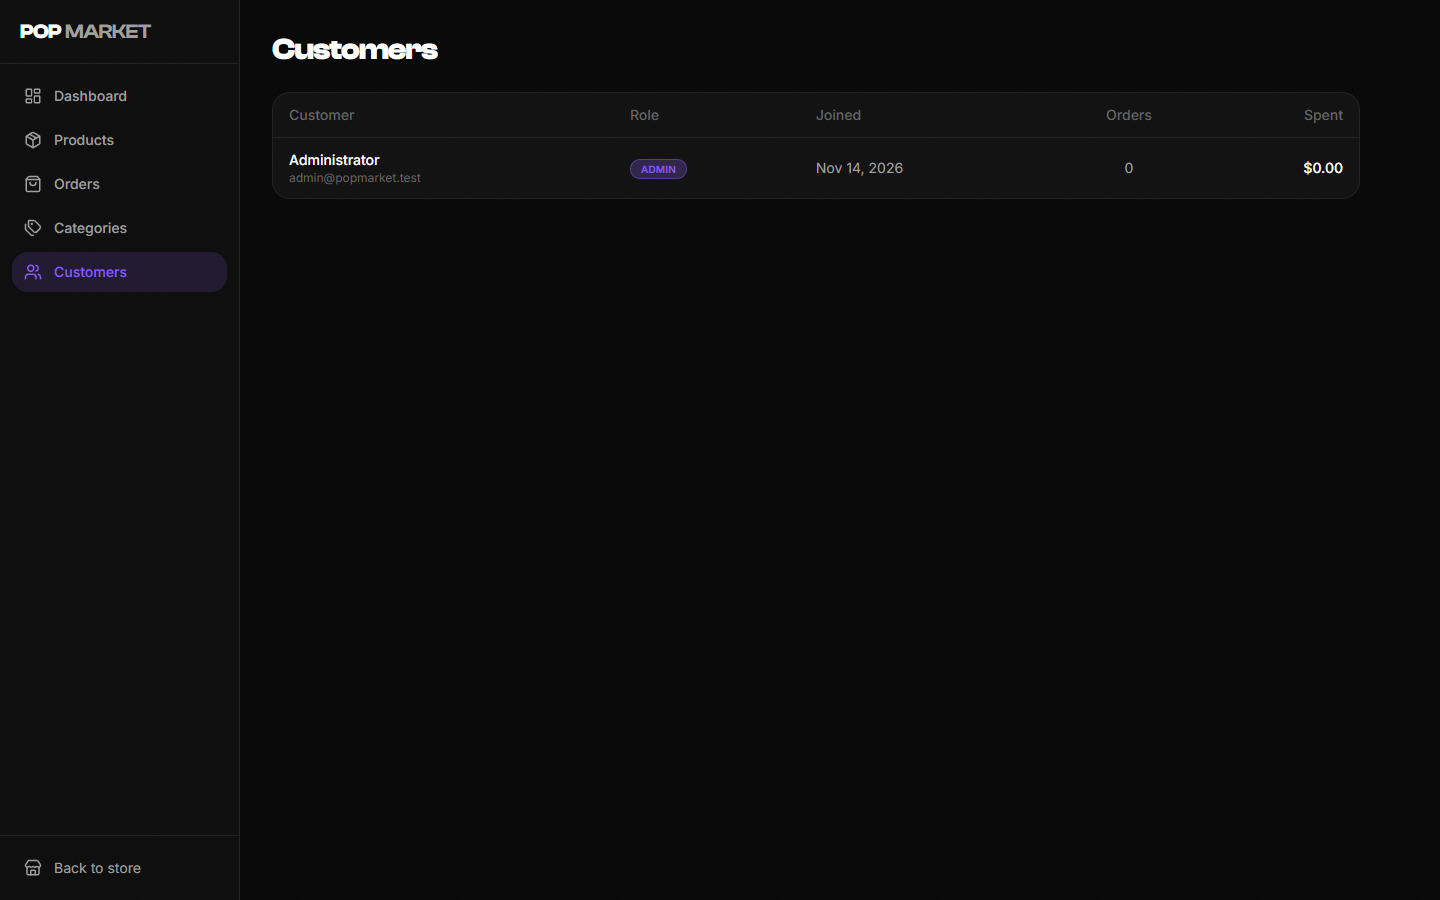 POP MARKET
Dashboard
Products
Orders
Categories
Customers
Back to store
Customers
Customer Role Joined Orders Spent
Administrator
admin@popmarket.test
ADMIN
Nov 14, 2026
0
$0.00